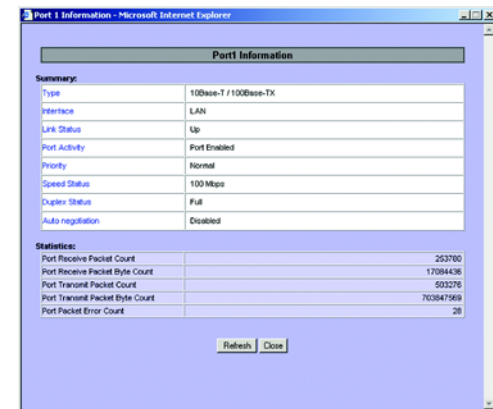 Port 1 Information - Microsoft Internet Explorer
Port1 Information
Summary:
Type 10Base-T / 100Base-TX
Interface LAN
Link Status Up
Port Activity Port Enabled
Priority Normal
Speed Status 100 Mbps
Duplex Status Full
Auto negotiation Disabled
Statistics:
Port Receive Packet Count 253780
Port Receive Packet Byte Count 17084436
Port Transmit Packet Count 503276
Port Transmit Packet Byte Count 703847569
Port Packet Error Count 28
Refresh Close